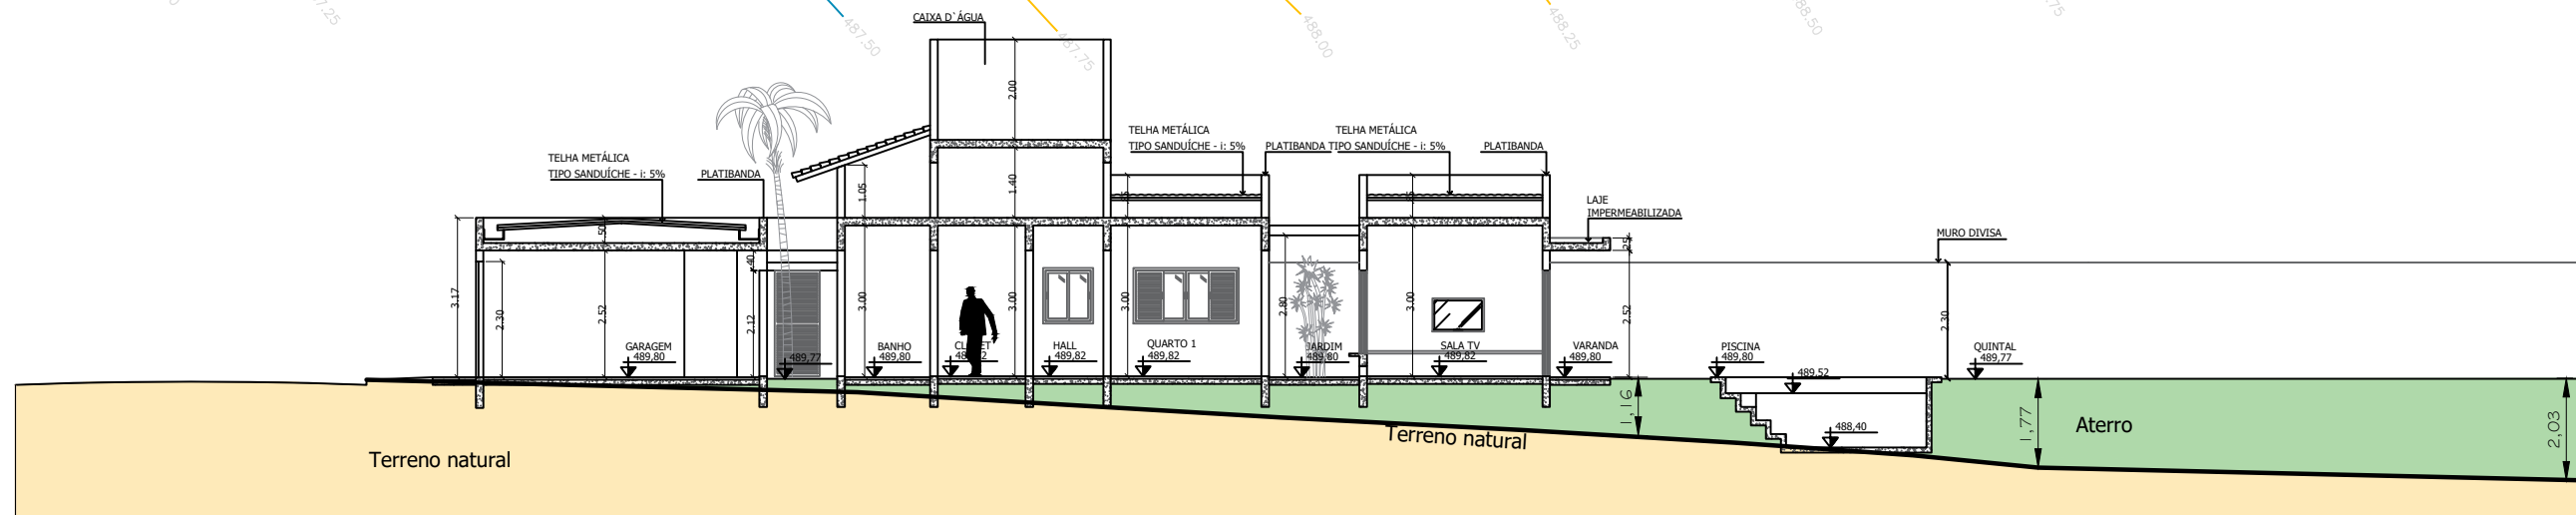 487.25
487.50
487.75
488.00
488.25
488.50
CAIXA D`ÁGUA
2.00
TELHA METÁLICA
TIPO SANDUÍCHE - i: 5%
PLATIBANDA
TELHA METÁLICA
TIPO SANDUÍCHE - i: 5%
PLATIBANDA
TELHA METÁLICA
TIPO SANDUÍCHE - i: 5%
PLATIBANDA
LAJE
IMPERMEABILIZADA
MURO DIVISA
1.05
1.40
3.17
2.30
2.52
2.12
3.00
3.00
3.00
2.80
3.00
2.52
2.30
GARAGEM
489,80
489,77
BANHO
489,80
HALL
489,82
QUARTO 1
489,82
JARDIM
489,80
SALA TV
489,82
VARANDA
489,80
PISCINA
489,80
489,52
488,40
QUINTAL
489,77
1,16
1,77
2,03
Aterro
Terreno natural
Terreno natural